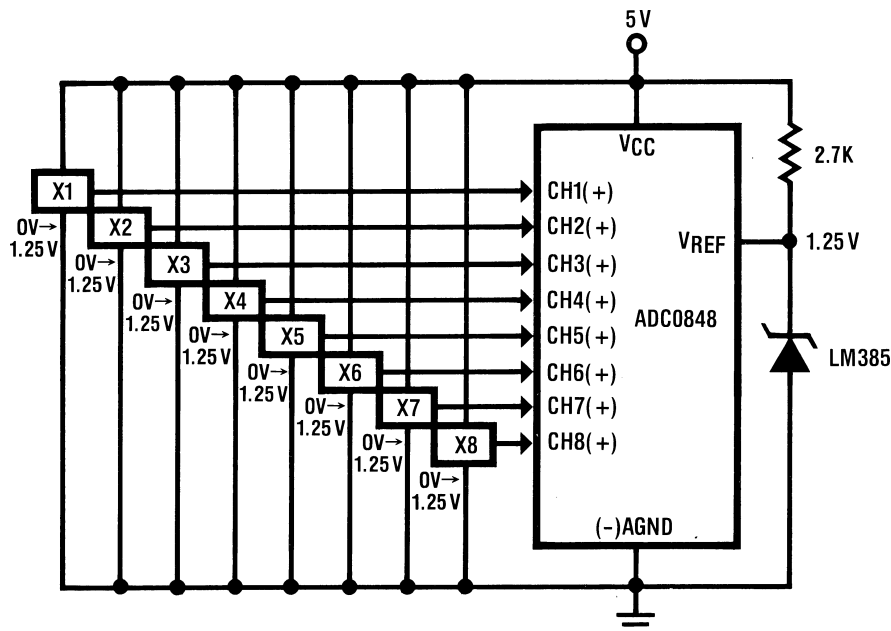 5V
VCC
2.7K
X1
CH1(+)
0V→
1.25V
X2
CH2(+)
0V→
1.25V
VREF
1.25V
X3
CH3(+)
0V→
1.25V
X4
CH4(+)
0V→
1.25V
ADC0848
X5
CH5(+)
0V→
1.25V
LM385
X6
CH6(+)
0V→
1.25V
X7
CH7(+)
0V→
1.25V
X8
CH8(+)
0V→
1.25V
(-)AGND